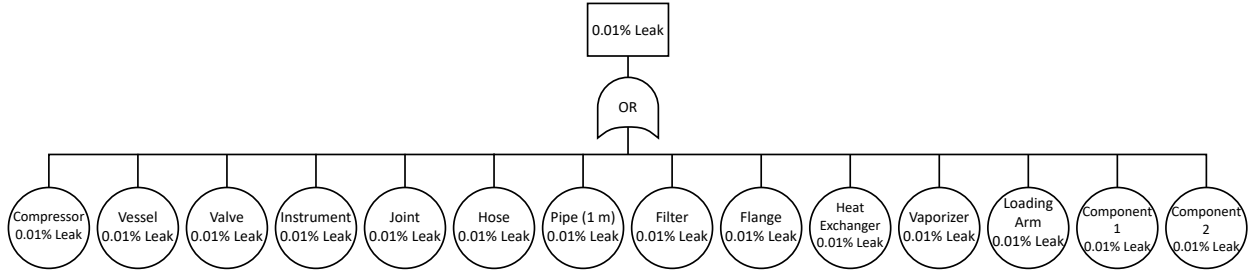 0.01% Leak
OR
Compressor
0.01% Leak
Vessel
0.01% Leak
Valve
0.01% Leak
Instrument
0.01% Leak
Joint
0.01% Leak
Hose
0.01% Leak
Pipe (1 m)
0.01% Leak
Filter
0.01% Leak
Flange
0.01% Leak
Heat
Exchanger
0.01% Leak
Vaporizer
0.01% Leak
Loading
Arm
0.01% Leak
Component
1
0.01% Leak
Component
2
0.01% Leak